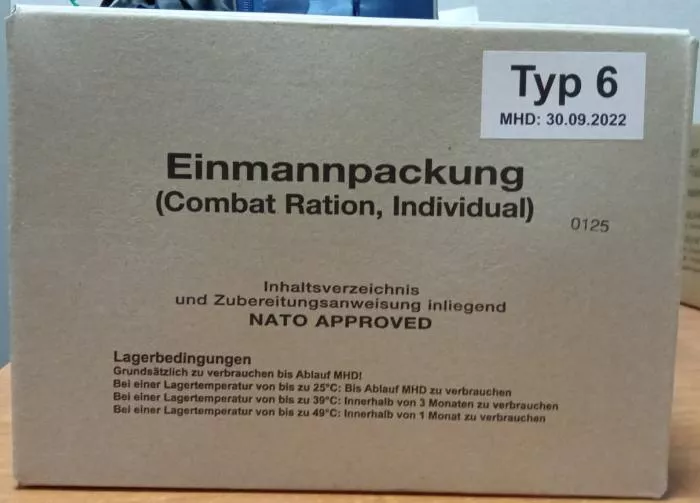 Typ 6
MHD: 30.09.2022
Einmannpackung
(Combat Ration, Individual)
0125
Inhaltsverzeichnis
und Zubereitungsanweisung inliegend
NATO APPROVED
Lagerbedingungen
Grundsätzlich zu verbrauchen bis Ablauf MHD!
Bei einer Lagertemperatur von bis zu 25°C: Bis Ablauf MHD zu verbrauchen
Bei einer Lagertemperatur von bis zu 39°C: Innerhalb von 3 Monaten zu verbrauchen
Bei einer Lagertemperatur von bis zu 49°C: Innerhalb von 1 Monat zu verbrauchen